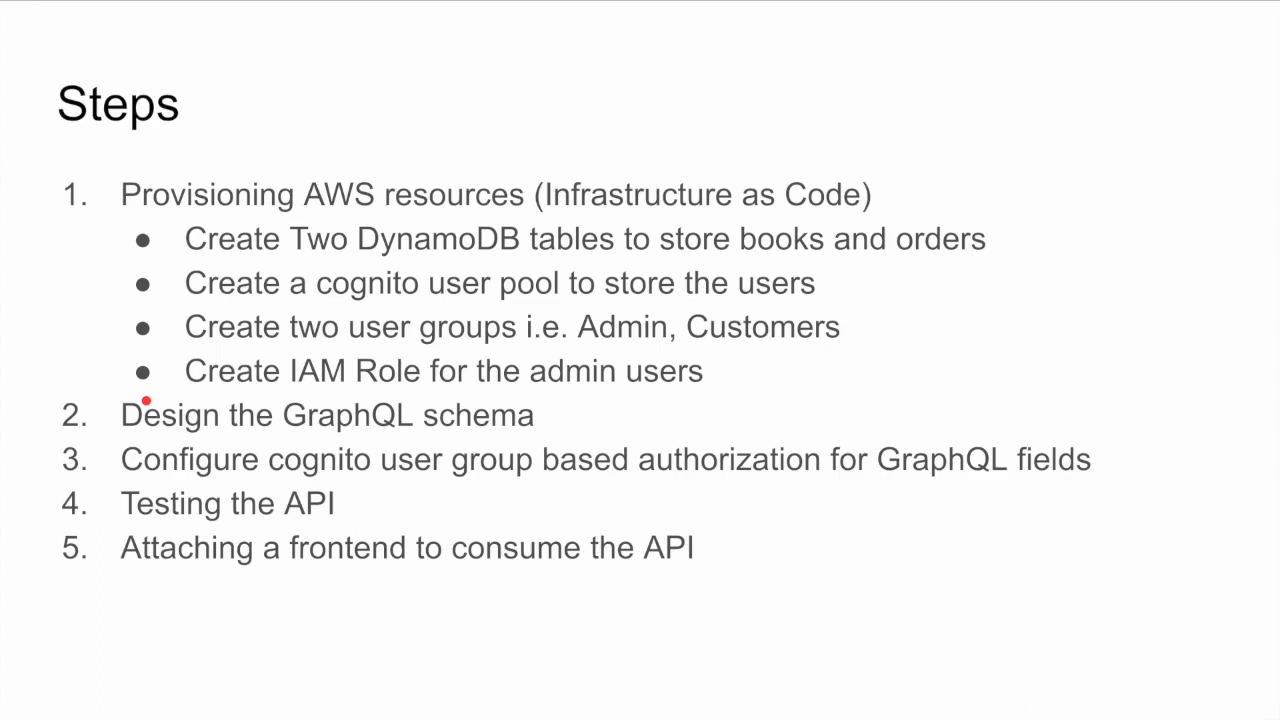 Steps
1. Provisioning AWS resources (Infrastructure as Code)
● Create Two DynamoDB tables to store books and orders
● Create a cognito user pool to store the users
● Create two user groups i.e. Admin, Customers
● Create IAM Role for the admin users
2. Design the GraphQL schema
3. Configure cognito user group based authorization for GraphQL fields
4. Testing the API
5. Attaching a frontend to consume the API